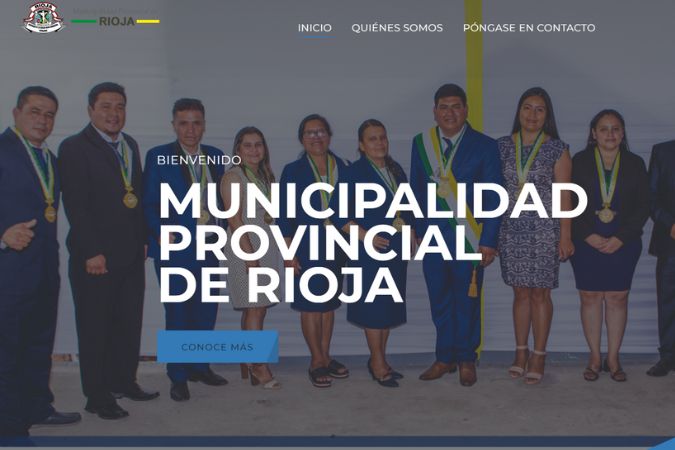 Municipalidad Provincial de
RIOJA
RIOJA
INICIO
QUIÉNES SOMOS
PÓNGASE EN CONTACTO
BIENVENIDO
MUNICIPALIDAD
PROVINCIAL
DE RIOJA
CONOCE MÁS